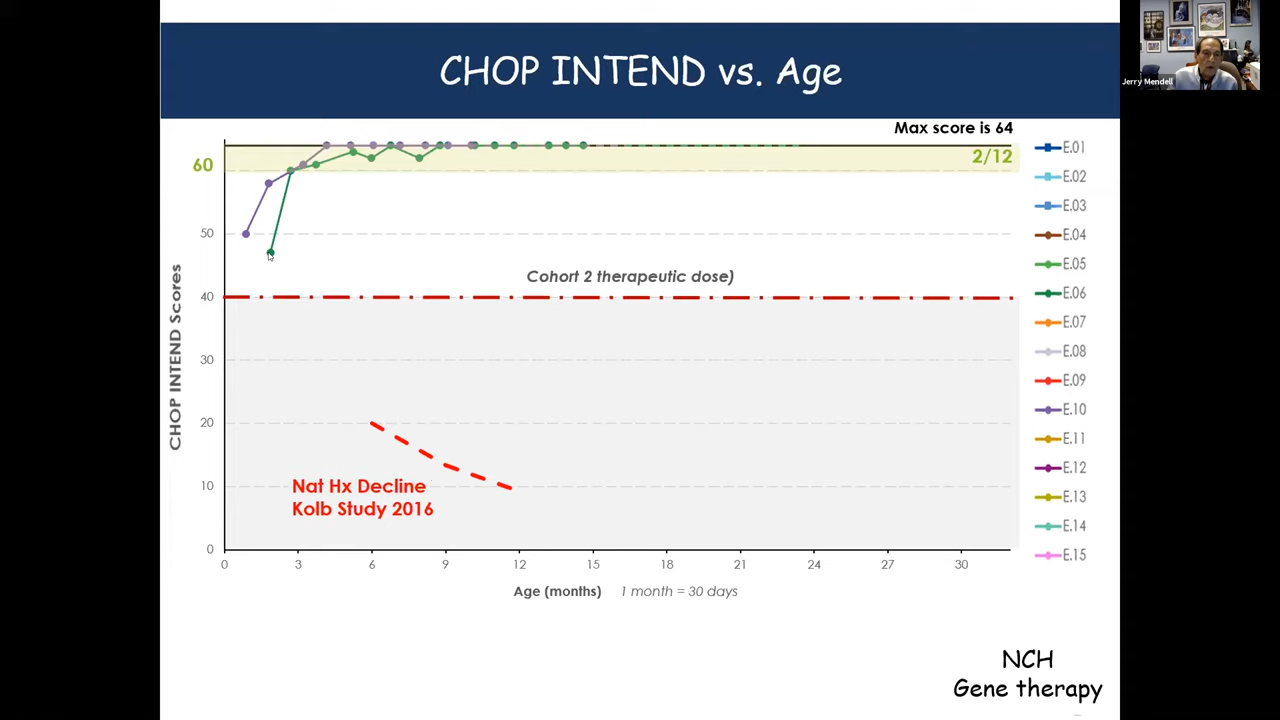 CHOP INTEND vs. Age
Jerry Mendell
Max score is 64
2/12
60
50
40
30
20
10
0
CHOP INTEND Scores
Cohort 2 therapeutic dose)
Nat Hx Decline
Kolb Study 2016
0 3 6 9 12 15 18 21 24 27 30
Age (months) 1 month = 30 days
E.01
E.02
E.03
E.04
E.05
E.06
E.07
E.08
E.09
E.10
E.11
E.12
E.13
E.14
E.15
NCH
Gene therapy